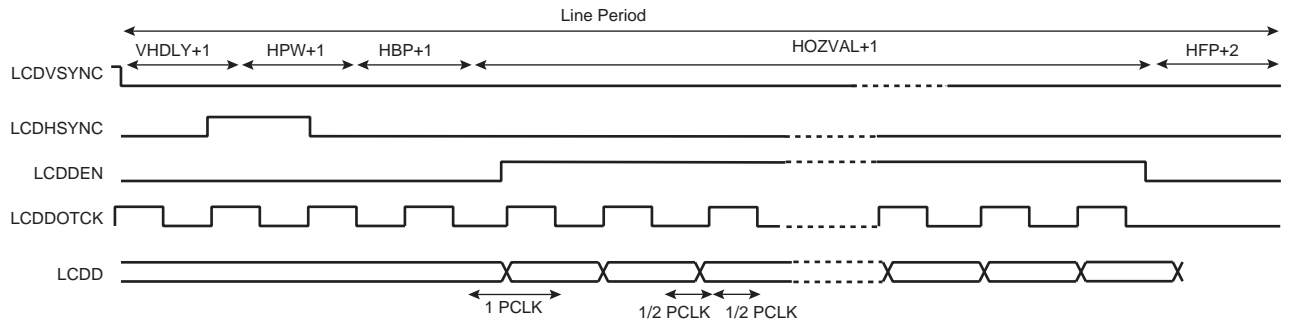 Line Period
VHDLY+1 HPW+1 HBP+1 HOZVAL+1 HFP+2
LCDVSYNC
LCDHSYNC
LCDDEN
LCDDOTCK
LCDD
1 PCLK 1/2 PCLK 1/2 PCLK